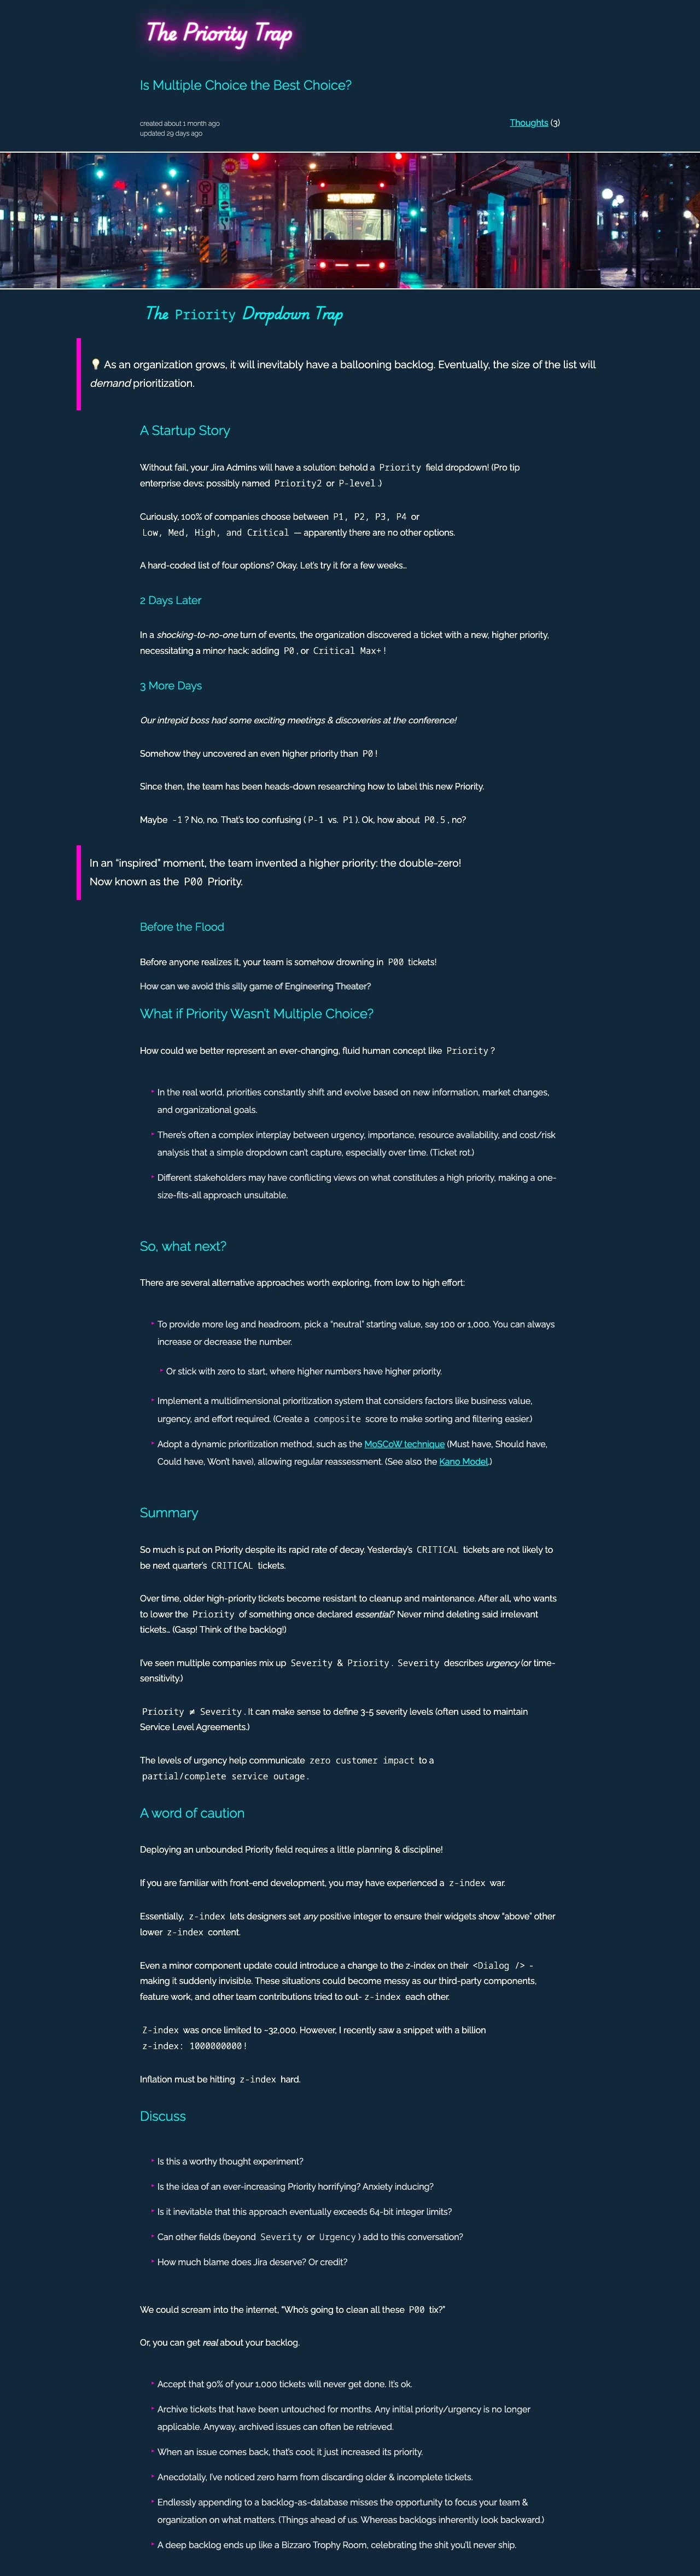 The Priority Trap
Is Multiple Choice the Best Choice?
created about 1 month ago
updated 29 days ago
Thoughts (3)
The Priority Dropdown Trap
💡 As an organization grows, it will inevitably have a ballooning backlog. Eventually, the size of the list will
demand prioritization.
A Startup Story
Without fail, your Jira Admins will have a solution: behold a Priority field dropdown! (Pro tip
enterprise devs: possibly named Priority2 or P-level.)
Curiously, 100% of companies choose between P1, P2, P3, P4 or
Low, Med, High, and Critical — apparently there are no other options.
A hard-coded list of four options? Okay. Let's try it for a few weeks…
2 Days Later
In a shocking-to-no-one turn of events, the organization discovered a ticket with a new, higher priority,
necessitating a minor hack: adding P0, or Critical Max+!
3 More Days
Our intrepid boss had some exciting meetings & discoveries at the conference!
Somehow they uncovered an even higher priority than P0!
Since then, the team has been heads-down researching how to label this new Priority.
Maybe -1? No, no. That's too confusing (P-1 vs. P1). Ok, how about P0.5, no?
In an “inspired” moment, the team invented a higher priority: the double-zero!
Now known as the P00 Priority.
Before the Flood
Before anyone realizes it, your team is somehow drowning in P00 tickets!
How can we avoid this silly game of Engineering Theater?
What if Priority Wasn't Multiple Choice?
How could we better represent an ever-changing, fluid human concept like Priority?
* In the real world, priorities constantly shift and evolve based on new information, market changes,
and organizational goals.
* There's often a complex interplay between urgency, importance, resource availability, and cost/risk
analysis that a simple dropdown can't capture, especially over time. (Ticket rot.)
* Different stakeholders may have conflicting views on what constitutes a high priority, making a one-
size-fits-all approach unsuitable.
So, what next?
There are several alternative approaches worth exploring, from low to high effort:
* To provide more leg and headroom, pick a “neutral” starting value, say 100 or 1,000. You can always
increase or decrease the number.
* Or stick with zero to start, where higher numbers have higher priority.
* Implement a multidimensional prioritization system that considers factors like business value,
urgency, and effort required. (Create a composite score to make sorting and filtering easier.)
* Adopt a dynamic prioritization method, such as the MoSCoW technique (Must have, Should have,
Could have, Won't have), allowing regular reassessment. (See also the Kano Model.)
Summary
So much is put on Priority despite its rapid rate of decay. Yesterday's CRITICAL tickets are not likely to
be next quarter's CRITICAL tickets.
Over time, older high-priority tickets become resistant to cleanup and maintenance. After all, who wants
to lower the Priority of something once declared essential? Never mind deleting said irrelevant
tickets… (Gasp! Think of the backlog!)
I've seen multiple companies mix up Severity & Priority. Severity describes urgency (or time-
sensitivity.)
Priority ≠ Severity. It can make sense to define 3-5 severity levels (often used to maintain
Service Level Agreements.)
The levels of urgency help communicate zero customer impact to a
partial/complete service outage.
A word of caution
Deploying an unbounded Priority field requires a little planning & discipline!
If you are familiar with front-end development, you may have experienced a z-index war.
Essentially, z-index lets designers set any positive integer to ensure their widgets show “above” other
lower z-index content.
Even a minor component update could introduce a change to the z-index on their <Dialog /> -
making it suddenly invisible. These situations could become messy as our third-party components,
feature work, and other team contributions tried to out- z-index each other.
Z-index was once limited to ~32,000. However, I recently saw a snippet with a billion
z-index: 1000000000!
Inflation must be hitting z-index hard.
Discuss
* Is this a worthy thought experiment?
* Is the idea of an ever-increasing Priority horrifying? Anxiety inducing?
* Is it inevitable that this approach eventually exceeds 64-bit integer limits?
* Can other fields (beyond Severity or Urgency) add to this conversation?
* How much blame does Jira deserve? Or credit?
We could scream into the internet, “Who's going to clean all these P00 tix?”
Or, you can get real about your backlog.
* Accept that 90% of your 1,000 tickets will never get done. It's ok.
* Archive tickets that have been untouched for months. Any initial priority/urgency is no longer
applicable. Anyway, archived issues can often be retrieved.
* When an issue comes back, that's cool; it just increased its priority.
* Anecdotally, I've noticed zero harm from discarding older & incomplete tickets.
* Endlessly appending to a backlog-as-database misses the opportunity to focus your team &
organization on what matters. (Things ahead of us. Whereas backlogs inherently look backward.)
* A deep backlog ends up like a Bizzaro Trophy Room, celebrating the shit you'll never ship.